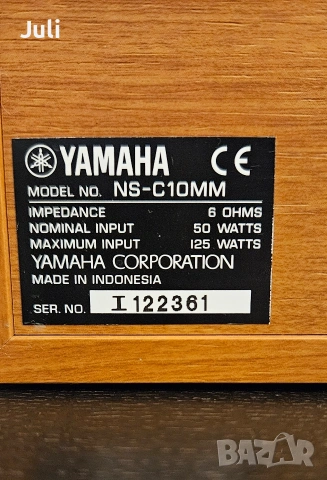 Juli
YAMAHA CE
MODEL NO. NS-C10MM
IMPEDANCE 6 OHMS
NOMINAL INPUT 50 WATTS
MAXIMUM INPUT 125 WATTS
YAMAHA CORPORATION
MADE IN INDONESIA
SER. NO. I 122361
BAZAR